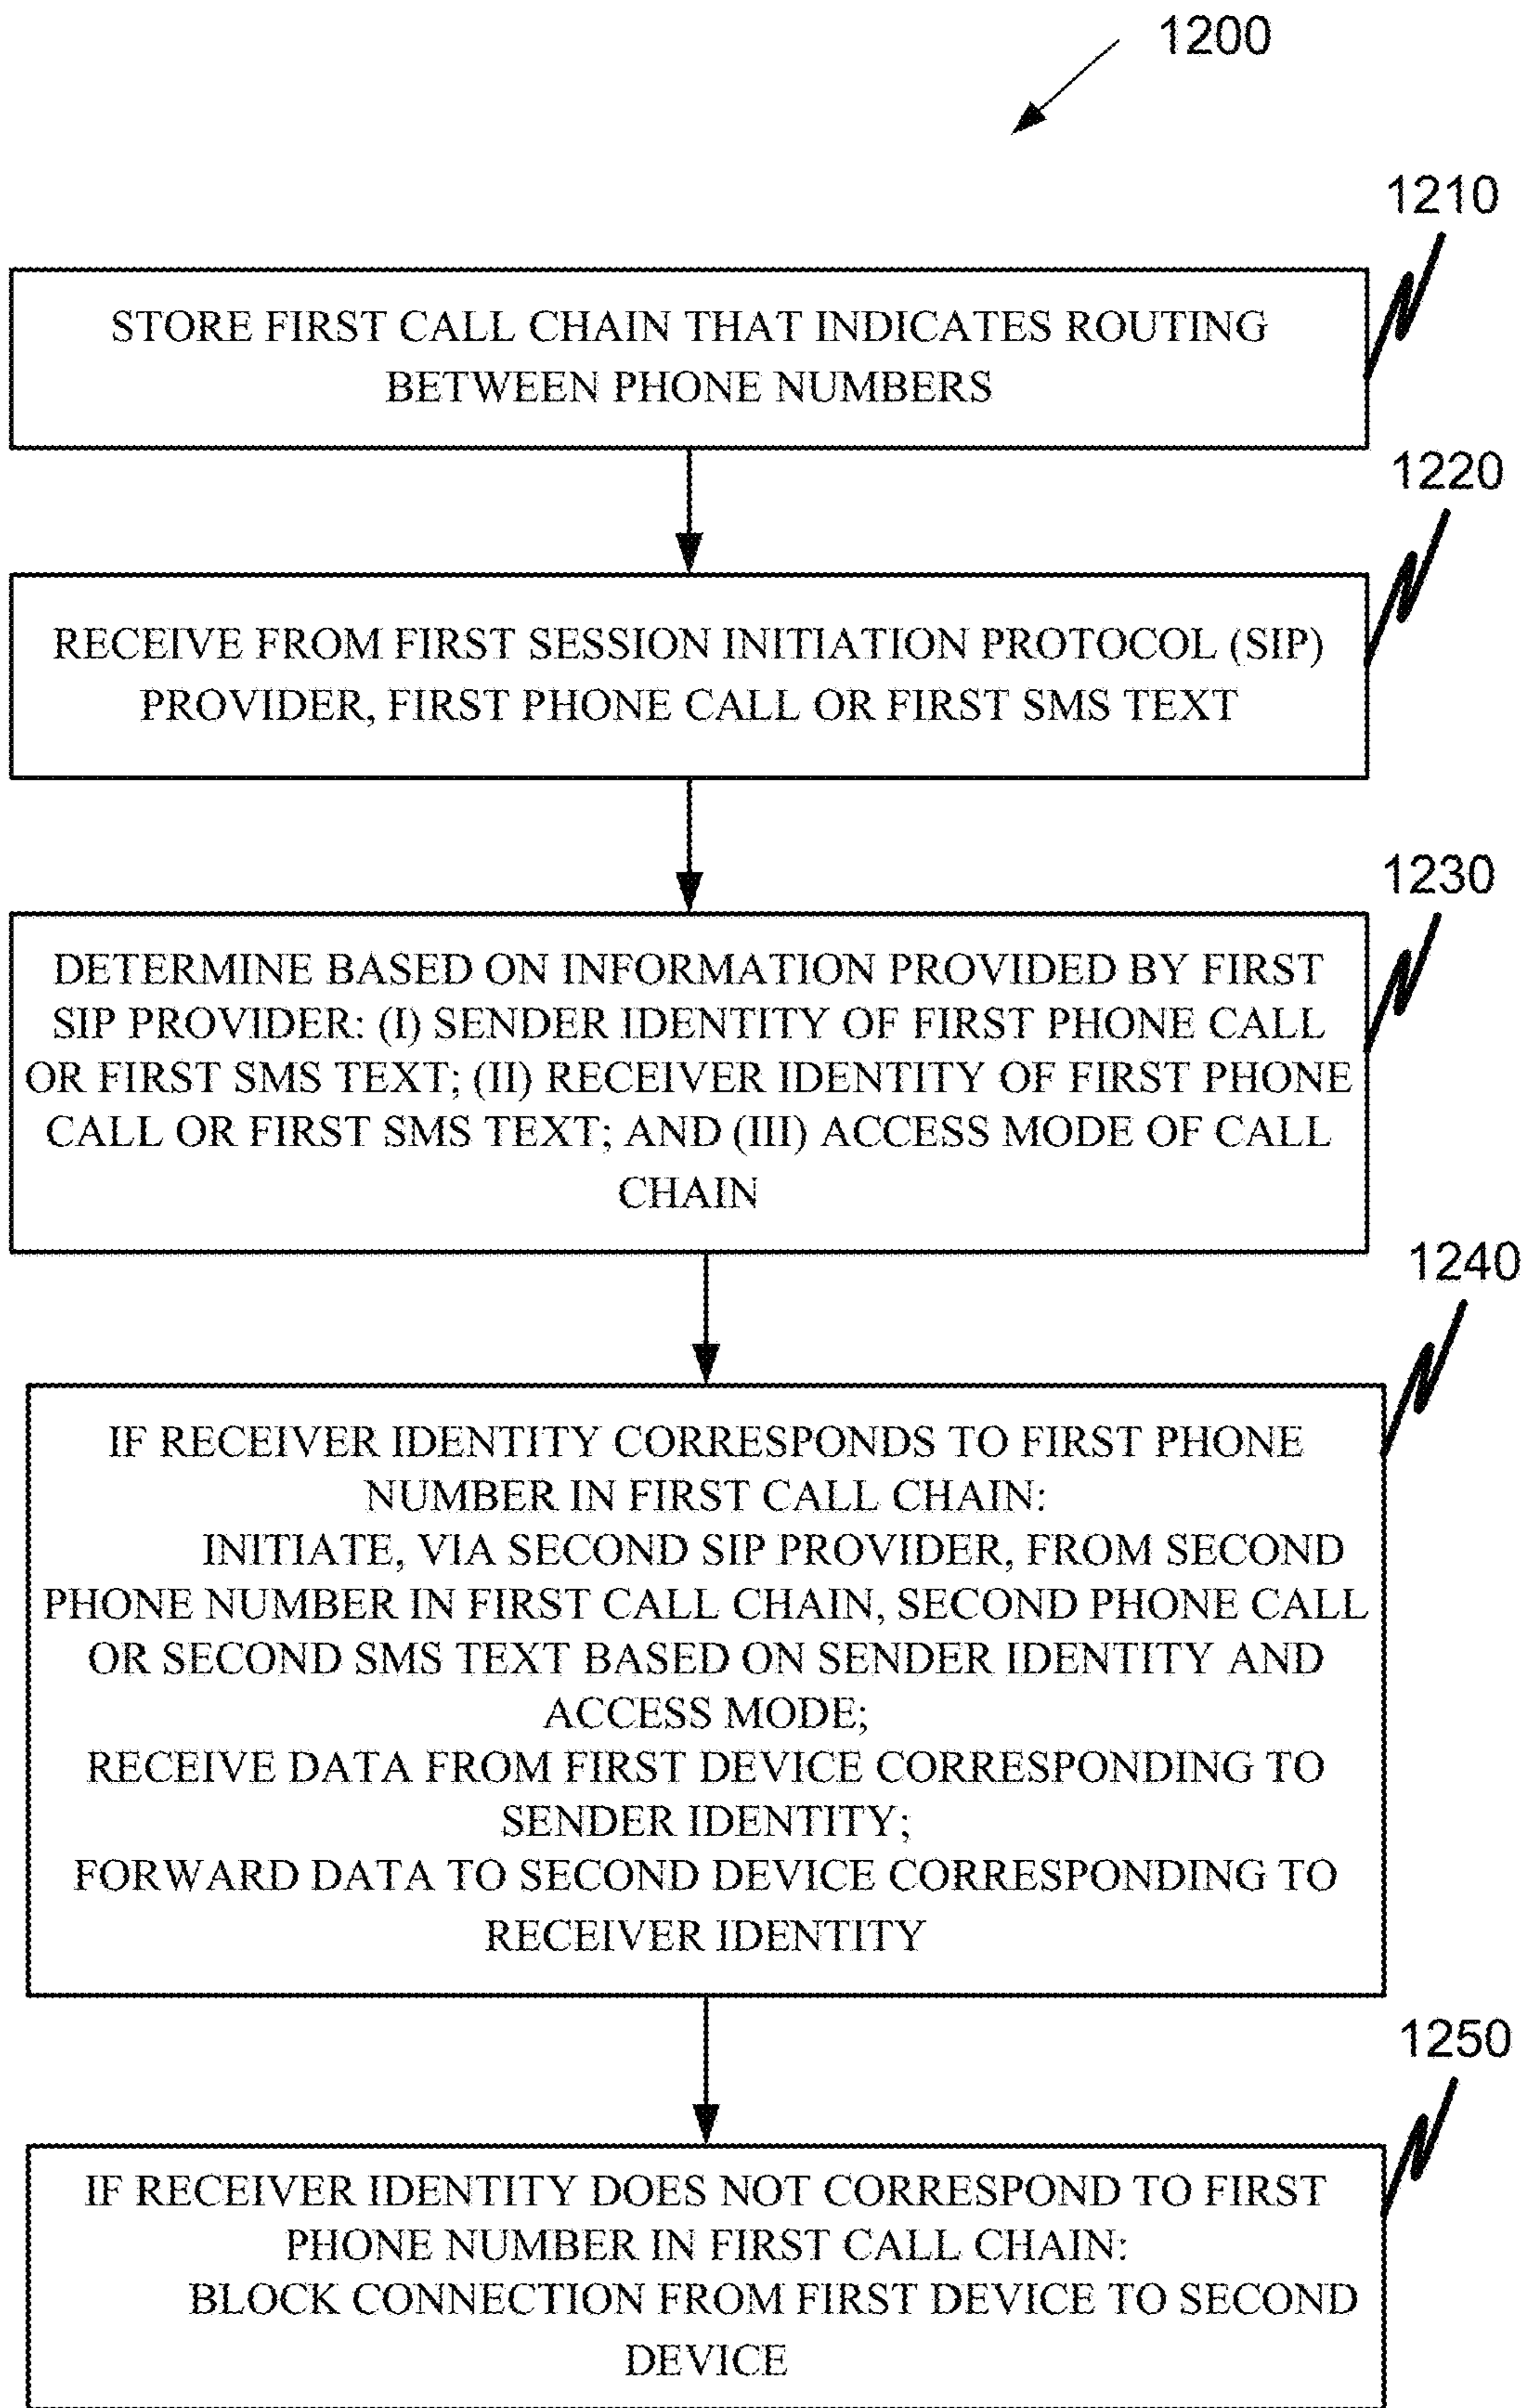 1200
1210
STORE FIRST CALL CHAIN THAT INDICATES ROUTING
BETWEEN PHONE NUMBERS
1220
RECEIVE FROM FIRST SESSION INITIATION PROTOCOL (SIP)
PROVIDER, FIRST PHONE CALL OR FIRST SMS TEXT
1230
DETERMINE BASED ON INFORMATION PROVIDED BY FIRST
SIP PROVIDER: (I) SENDER IDENTITY OF FIRST PHONE CALL
OR FIRST SMS TEXT; (II) RECEIVER IDENTITY OF FIRST PHONE
CALL OR FIRST SMS TEXT; AND (III) ACCESS MODE OF CALL
CHAIN
1240
IF RECEIVER IDENTITY CORRESPONDS TO FIRST PHONE
NUMBER IN FIRST CALL CHAIN:
INITIATE, VIA SECOND SIP PROVIDER, FROM SECOND
PHONE NUMBER IN FIRST CALL CHAIN, SECOND PHONE CALL
OR SECOND SMS TEXT BASED ON SENDER IDENTITY AND
ACCESS MODE;
RECEIVE DATA FROM FIRST DEVICE CORRESPONDING TO
SENDER IDENTITY;
FORWARD DATA TO SECOND DEVICE CORRESPONDING TO
RECEIVER IDENTITY
1250
IF RECEIVER IDENTITY DOES NOT CORRESPOND TO FIRST
PHONE NUMBER IN FIRST CALL CHAIN:
BLOCK CONNECTION FROM FIRST DEVICE TO SECOND
DEVICE